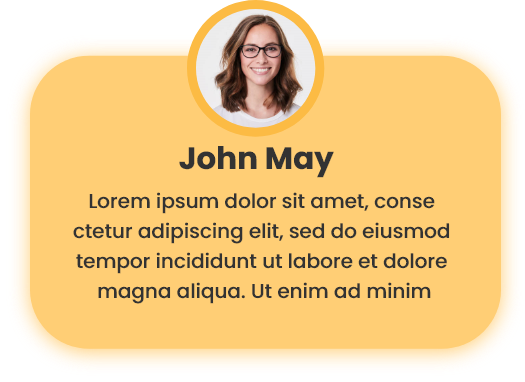 John May
Lorem ipsum dolor sit amet, conse
ctetur adipiscing elit, sed do eiusmod
tempor incididunt ut labore et dolore
magna aliqua. Ut enim ad minim